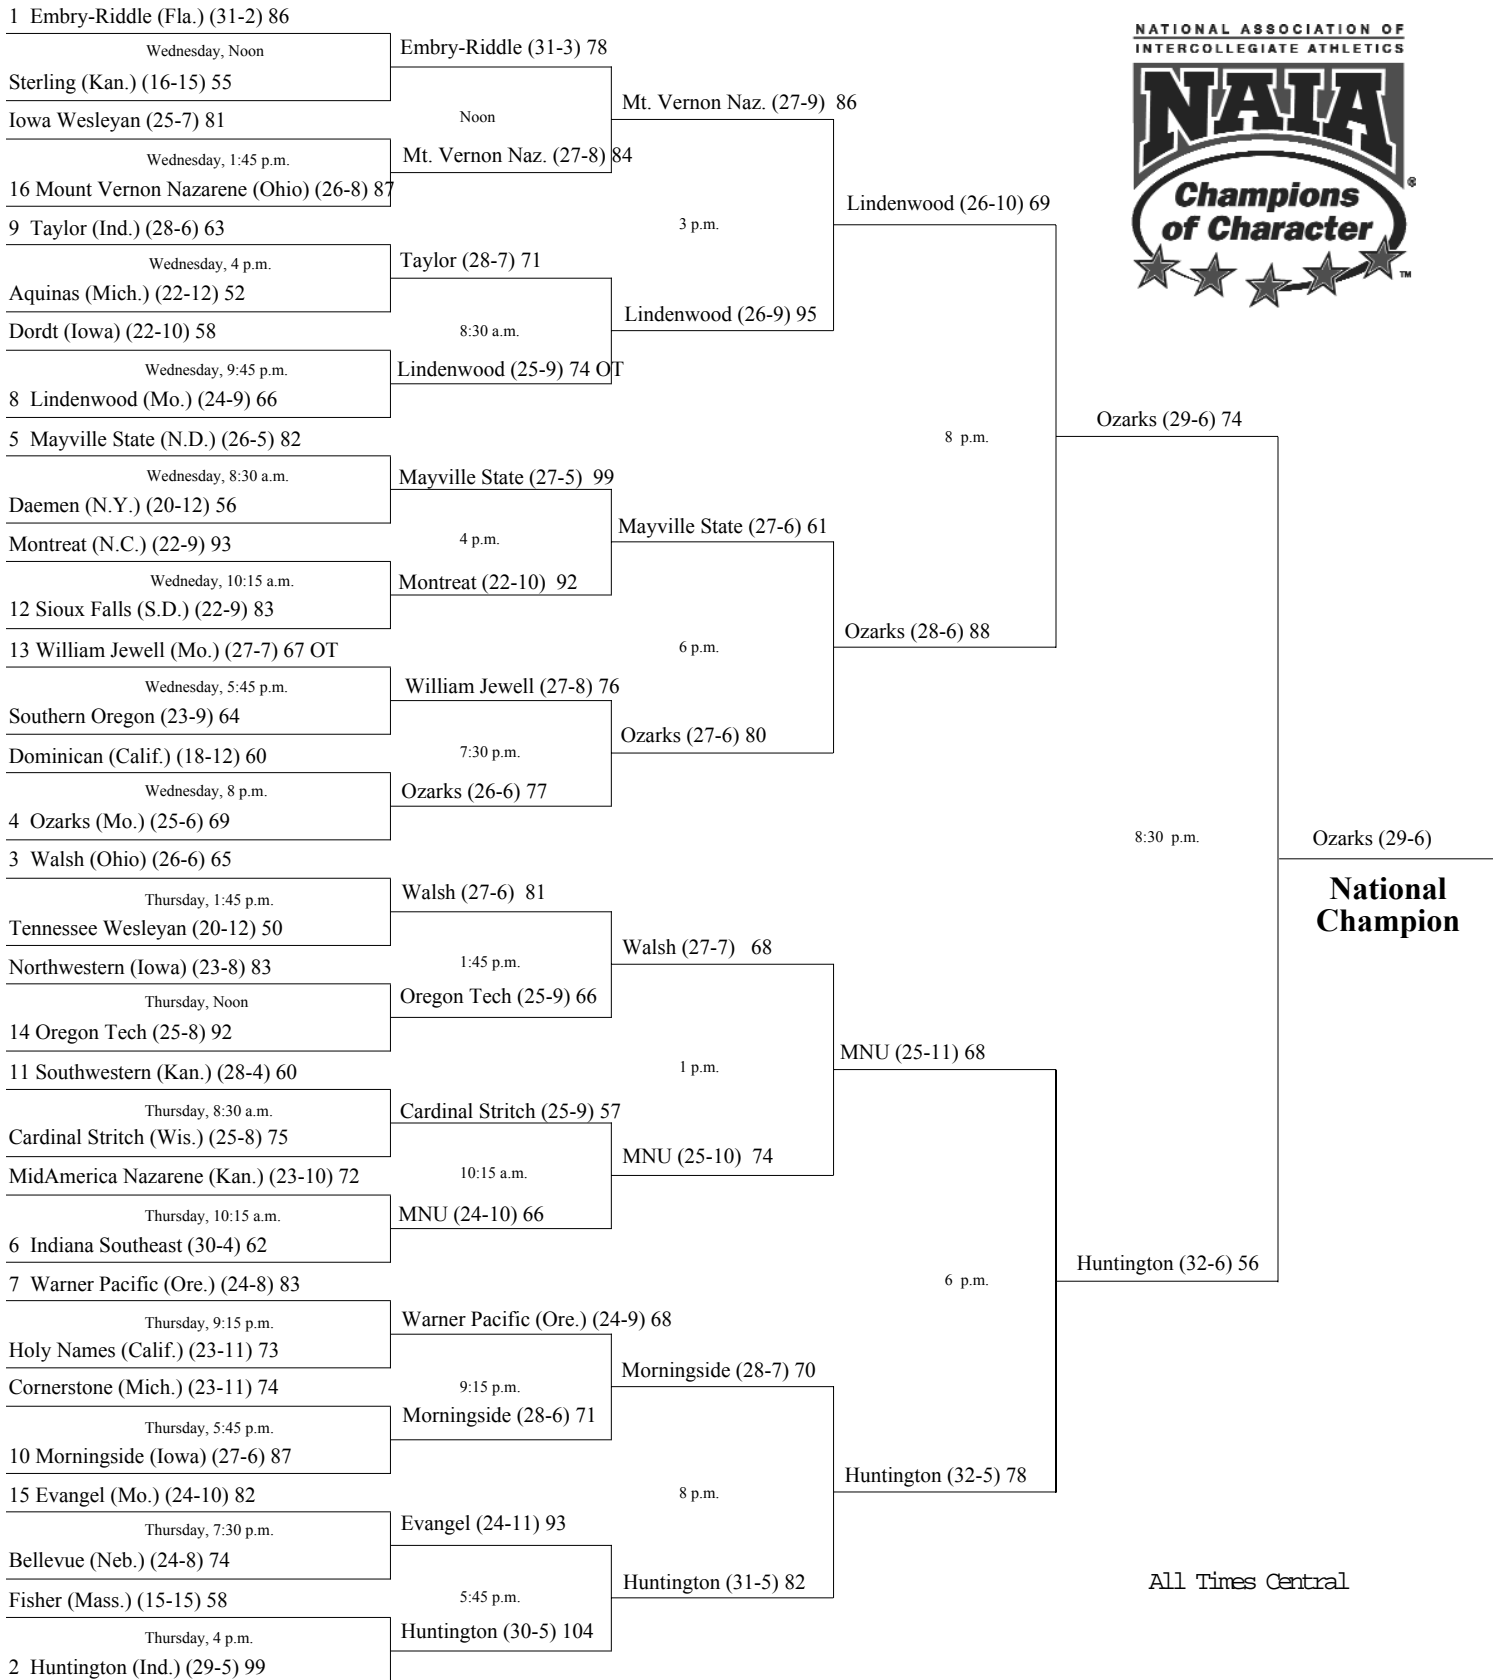 1 Embry-Riddle (Fla.) (31-2) 86
Wednesday, Noon
Sterling (Kan.) (16-15) 55
Iowa Wesleyan (25-7) 81
Wednesday, 1:45 p.m.
16 Mount Vernon Nazarene (Ohio) (26-8) 87
9 Taylor (Ind.) (28-6) 63
Wednesday, 4 p.m.
Aquinas (Mich.) (22-12) 52
Dordt (Iowa) (22-10) 58
Wednesday, 9:45 p.m.
8 Lindenwood (Mo.) (24-9) 66
5 Mayville State (N.D.) (26-5) 82
Wednesday, 8:30 a.m.
Daemen (N.Y.) (20-12) 56
Montreat (N.C.) (22-9) 93
Wedneday, 10:15 a.m.
12 Sioux Falls (S.D.) (22-9) 83
13 William Jewell (Mo.) (27-7) 67 OT
Wednesday, 5:45 p.m.
Southern Oregon (23-9) 64
Dominican (Calif.) (18-12) 60
Wednesday, 8 p.m.
4 Ozarks (Mo.) (25-6) 69
3 Walsh (Ohio) (26-6) 65
Thursday, 1:45 p.m.
Tennessee Wesleyan (20-12) 50
Northwestern (Iowa) (23-8) 83
Thursday, Noon
14 Oregon Tech (25-8) 92
11 Southwestern (Kan.) (28-4) 60
Thursday, 8:30 a.m.
Cardinal Stritch (Wis.) (25-8) 75
MidAmerica Nazarene (Kan.) (23-10) 72
Thursday, 10:15 a.m.
6 Indiana Southeast (30-4) 62
7 Warner Pacific (Ore.) (24-8) 83
Thursday, 9:15 p.m.
Holy Names (Calif.) (23-11) 73
Cornerstone (Mich.) (23-11) 74
Thursday, 5:45 p.m.
10 Morningside (Iowa) (27-6) 87
15 Evangel (Mo.) (24-10) 82
Thursday, 7:30 p.m.
Bellevue (Neb.) (24-8) 74
Fisher (Mass.) (15-15) 58
Thursday, 4 p.m.
2 Huntington (Ind.) (29-5) 99
Embry-Riddle (31-3) 78
Noon
Mt. Vernon Naz. (27-8) 84
Taylor (28-7) 71
8:30 a.m.
Lindenwood (25-9) 74 OT
Mayville State (27-5) 99
4 p.m.
Montreat (22-10) 92
William Jewell (27-8) 76
7:30 p.m.
Ozarks (26-6) 77
Walsh (27-6) 81
1:45 p.m.
Oregon Tech (25-9) 66
Cardinal Stritch (25-9) 57
10:15 a.m.
MNU (24-10) 66
Warner Pacific (Ore.) (24-9) 68
9:15 p.m.
Morningside (28-6) 71
Evangel (24-11) 93
5:45 p.m.
Huntington (30-5) 104
Mt. Vernon Naz. (27-9) 86
3 p.m.
Lindenwood (26-9) 95
Mayville State (27-6) 61
6 p.m.
Ozarks (27-6) 80
Walsh (27-7) 68
1 p.m.
MNU (25-10) 74
Morningside (28-7) 70
8 p.m.
Huntington (31-5) 82
Lindenwood (26-10) 69
8 p.m.
Ozarks (28-6) 88
MNU (25-11) 68
6 p.m.
Huntington (32-5) 78
Ozarks (29-6) 74
8:30 p.m.
Huntington (32-6) 56
Ozarks (29-6)
National
Champion
NATIONAL ASSOCIATION OF
INTERCOLLEGIATE ATHLETICS
NAIA
®
Champions
of Character
TM
All Times Central